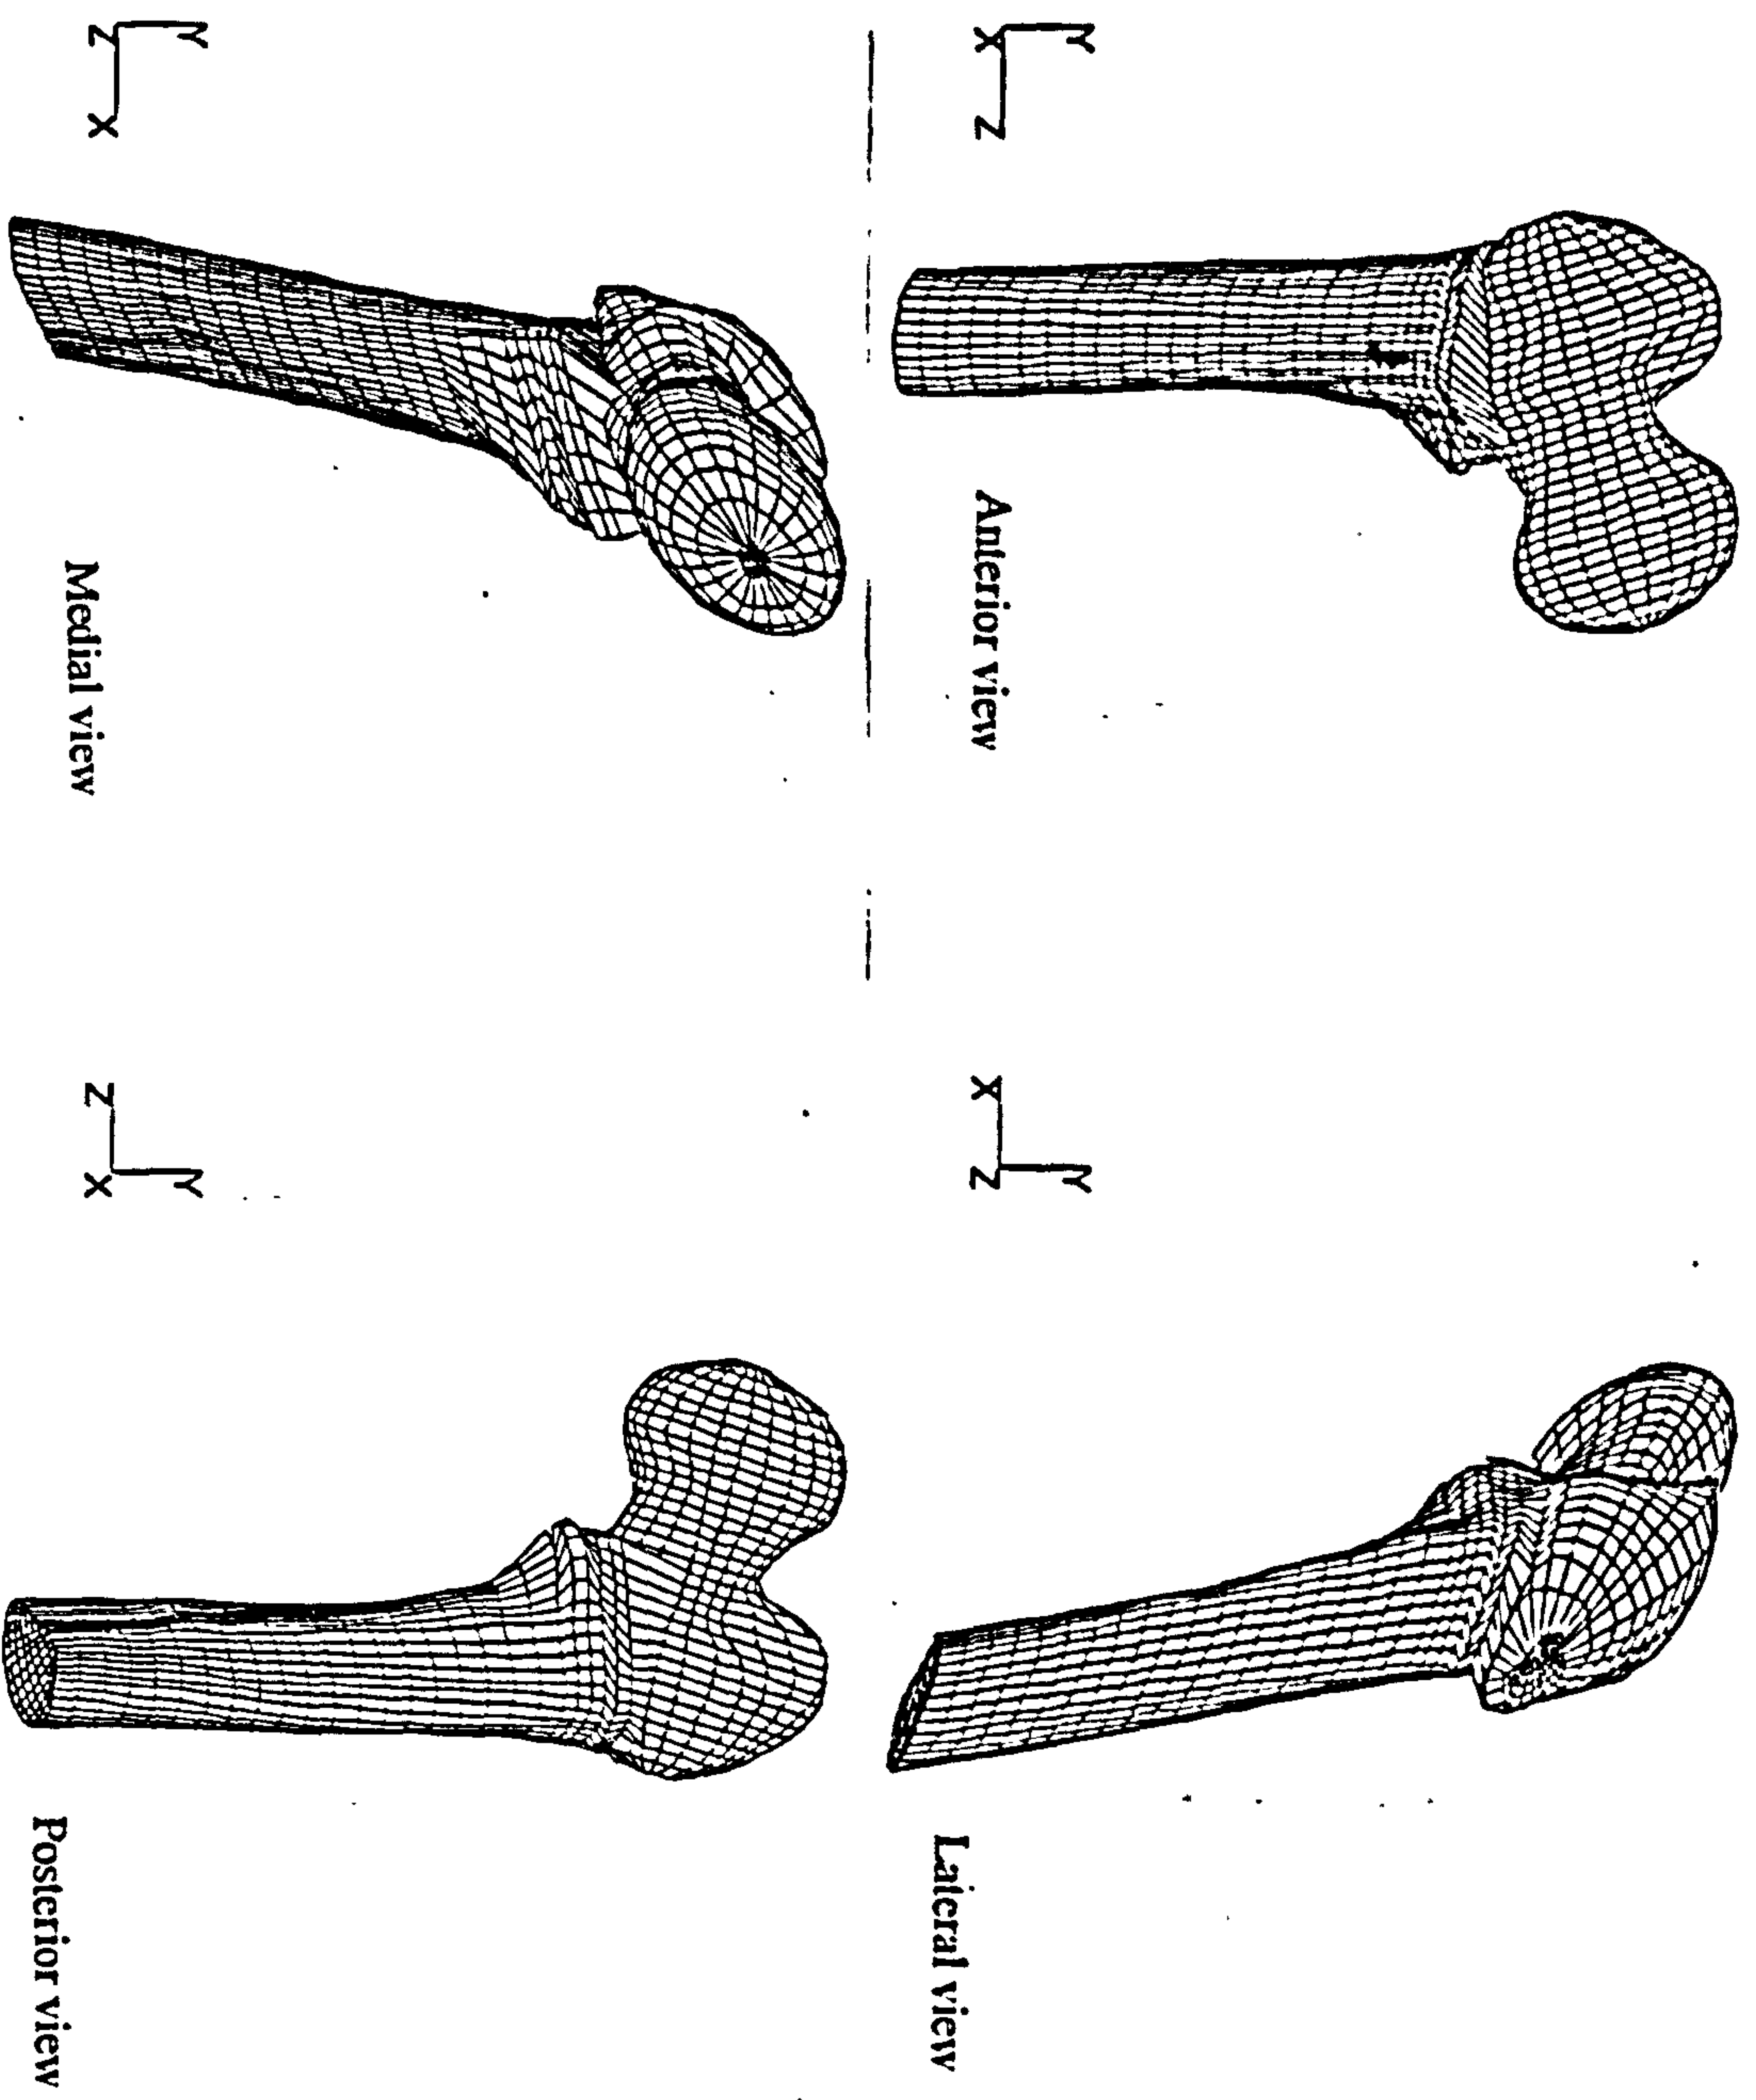 Y
X Z
Anterior view
Y
X Z
Lateral view
Y
Z X
Medial view
Y
Z X
Posterior view